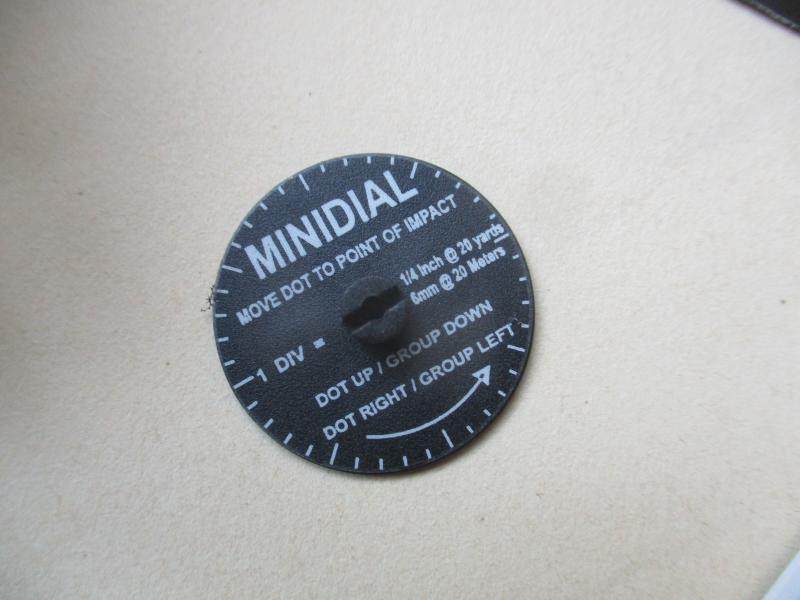 MINIDIAL
MOVE DOT TO POINT OF IMPACT
1 DIV =
1/4 Inch @ 20 yards
6mm @ 20 Meters
DOT UP / GROUP DOWN
DOT RIGHT / GROUP LEFT